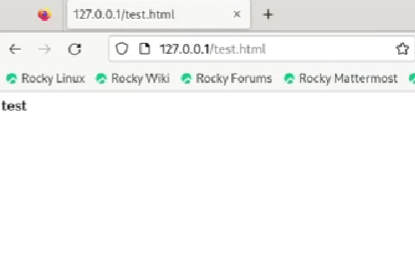 127.0.0.1/test.html
127.0.0.1/test.html
Rocky Linux Rocky Wiki Rocky Forums Rocky Mattermost
test